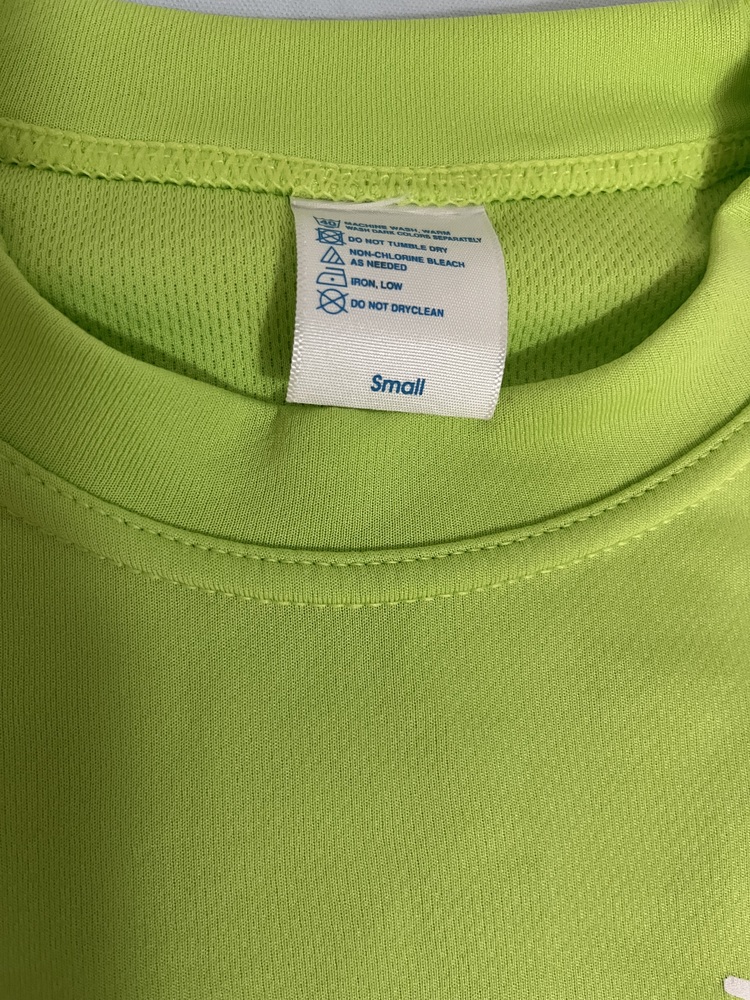 40 MACHINE WASH, WARM
WASH DARK COLORS SEPARATELY
DO NOT TUMBLE DRY
NON-CHLORINE BLEACH
AS NEEDED
IRON, LOW
DO NOT DRYCLEAN
Small